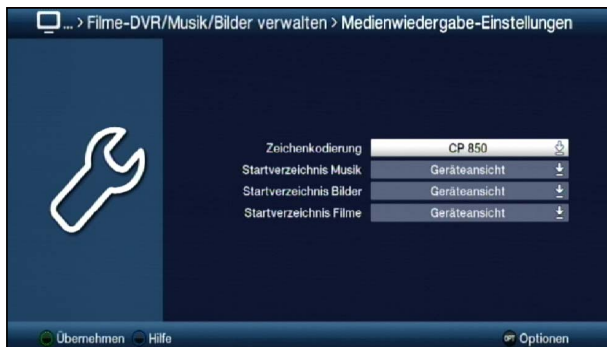 ... > Filme-DVR/Musik/Bilder verwalten > Medienwiedergabe-Einstellungen
Zeichenkodierung CP 850
Startverzeichnis Musik Geräteansicht
Startverzeichnis Bilder Geräteansicht
Startverzeichnis Filme Geräteansicht
Übernehmen Hilfe OPT Optionen